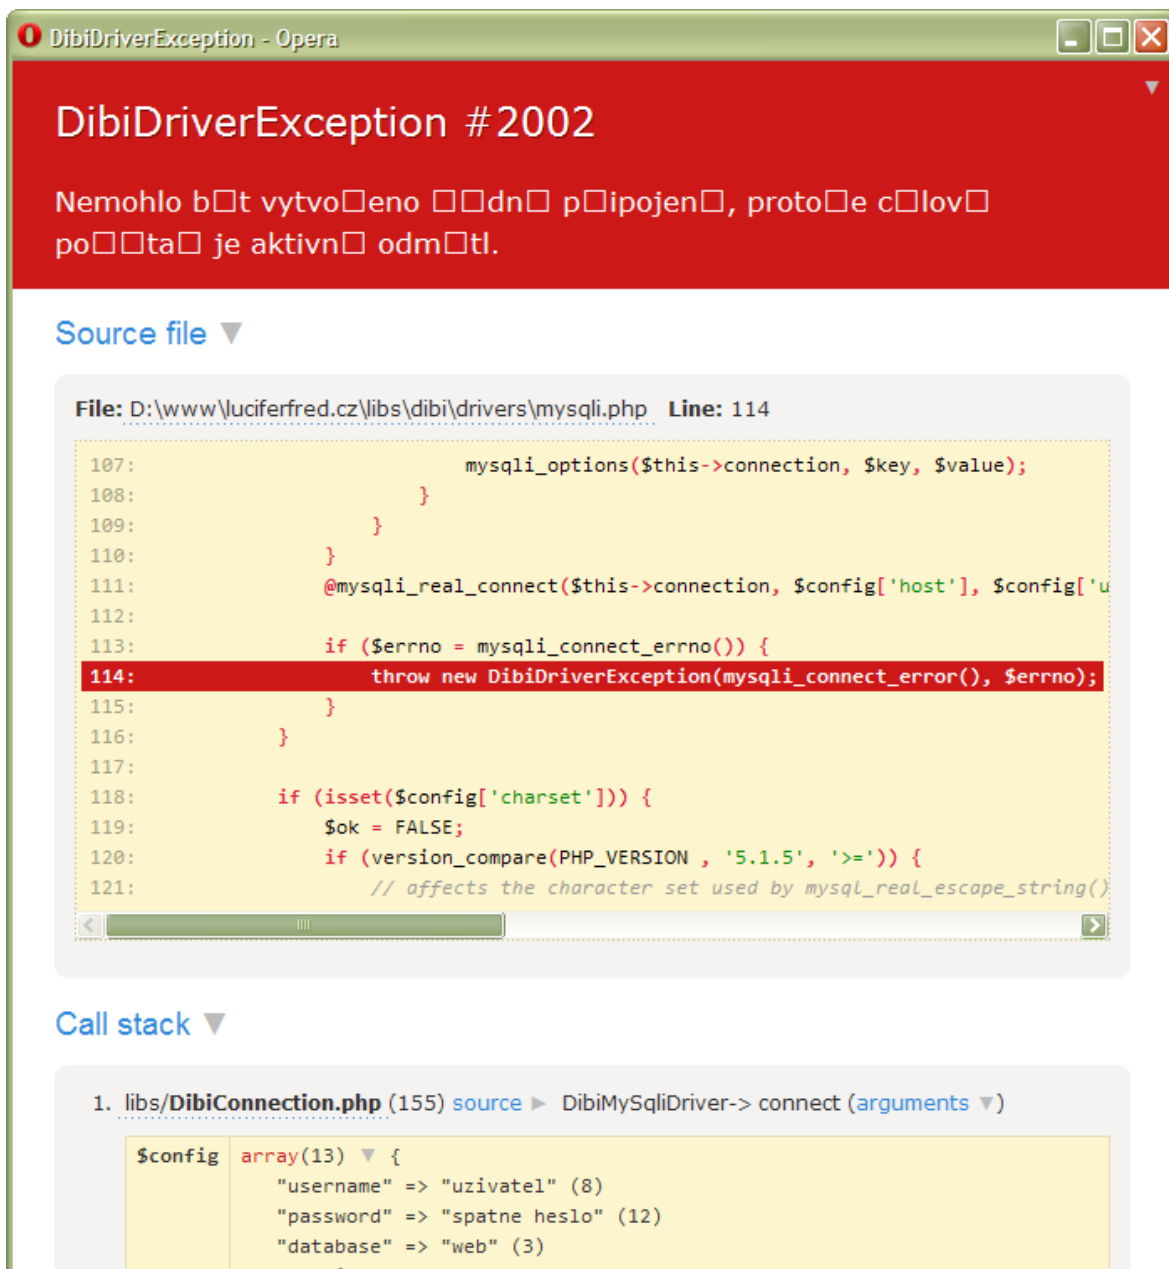 DibiDriverException - Opera
DibiDriverException #2002
Nemohlo b□t vytvo□eno □□dn□ p□ipojen□, proto□e c□lov□
po□□ta□ je aktivn□ odm□tl.
Source file ▼
File: D:\www\luciferfred.cz\libs\dibi\drivers\mysqli.php Line: 114
107: mysqli_options($this->connection, $key, $value);
108: }
109: }
110: }
111: @mysqli_real_connect($this->connection, $config['host'], $config['u
112:
113: if ($errno = mysqli_connect_errno()) {
114: throw new DibiDriverException(mysqli_connect_error(), $errno);
115: }
116: }
117:
118: if (isset($config['charset'])) {
119: $ok = FALSE;
120: if (version_compare(PHP_VERSION , '5.1.5', '>=')) {
121: // affects the character set used by mysql_real_escape_string()
Call stack ▼
1. libs/DibiConnection.php (155) source ► DibiMySqliDriver-> connect (arguments ▼)
$config array(13) ▼ {
"username" => "uzivatel" (8)
"password" => "spatne heslo" (12)
"database" => "web" (3)